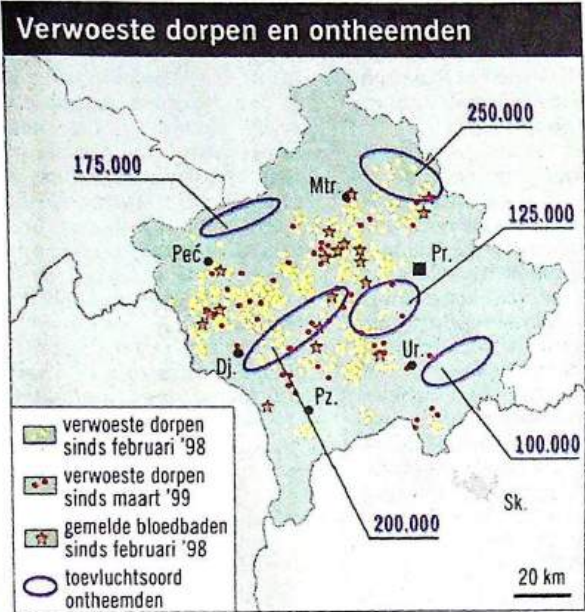 Verwoeste dorpen en ontheemden
250.000
175.000
Mtr.
125.000
Peć
Pr.
Dj.
Ur.
Pz.
100.000
Sk.
200.000
verwoeste dorpen
sinds februari '98
verwoeste dorpen
sinds maart '99
gemelde bloedbaden
sinds februari '98
toevluchtsoord
ontheemden
20 km